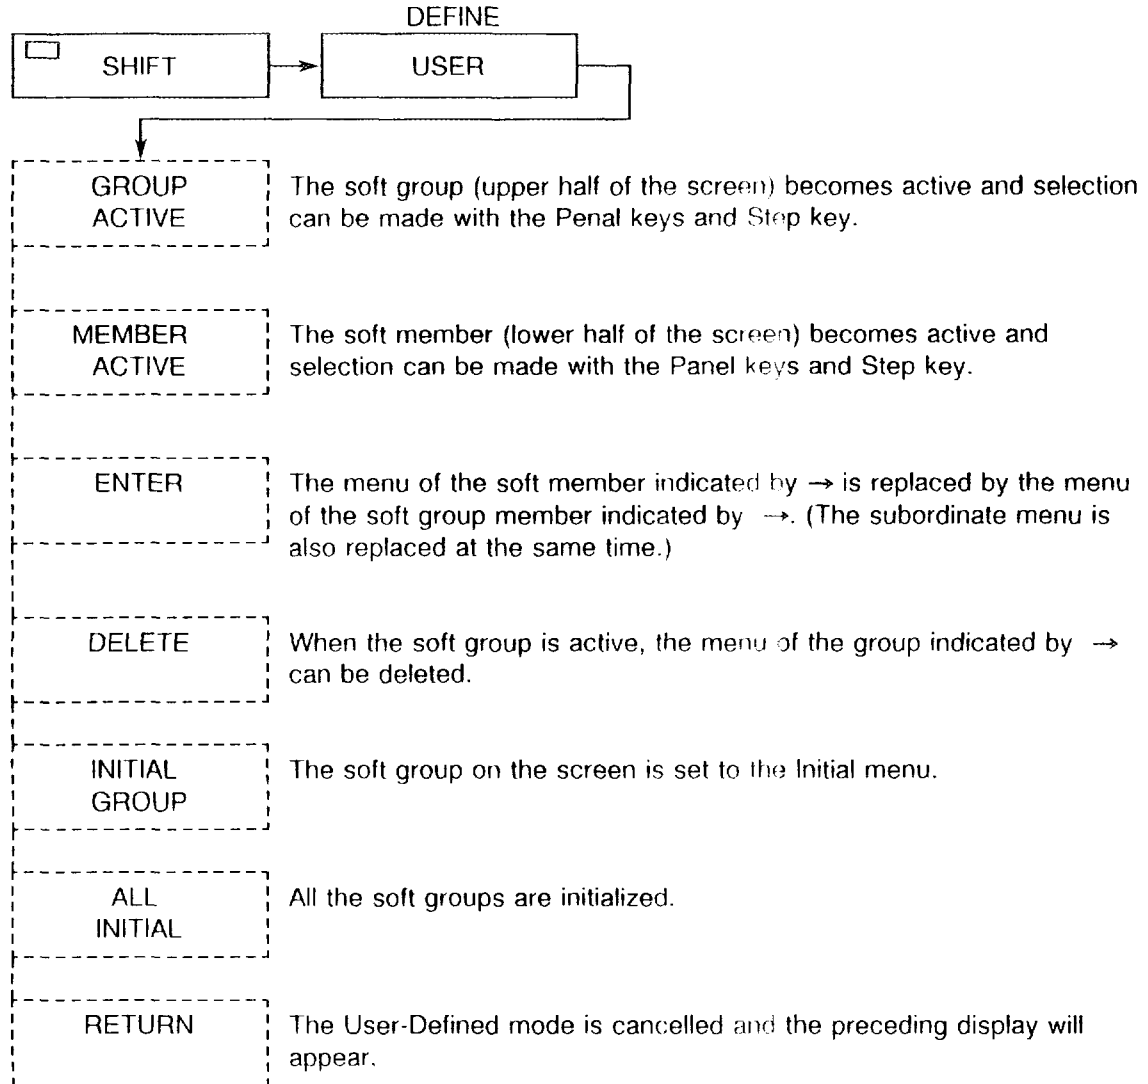 DEFINE
SHIFT
USER
GROUP
ACTIVE
The soft group (upper half of the screen) becomes active and selection
can be made with the Penal keys and Step key.
MEMBER
ACTIVE
The soft member (lower half of the screen) becomes active and
selection can be made with the Panel keys and Step key.
ENTER
The menu of the soft member indicated by → is replaced by the menu
of the soft group member indicated by →. (The subordinate menu is
also replaced at the same time.)
DELETE
When the soft group is active, the menu of the group indicated by →
can be deleted.
INITIAL
GROUP
The soft group on the screen is set to the Initial menu.
ALL
INITIAL
All the soft groups are initialized.
RETURN
The User-Defined mode is cancelled and the preceding display will
appear.